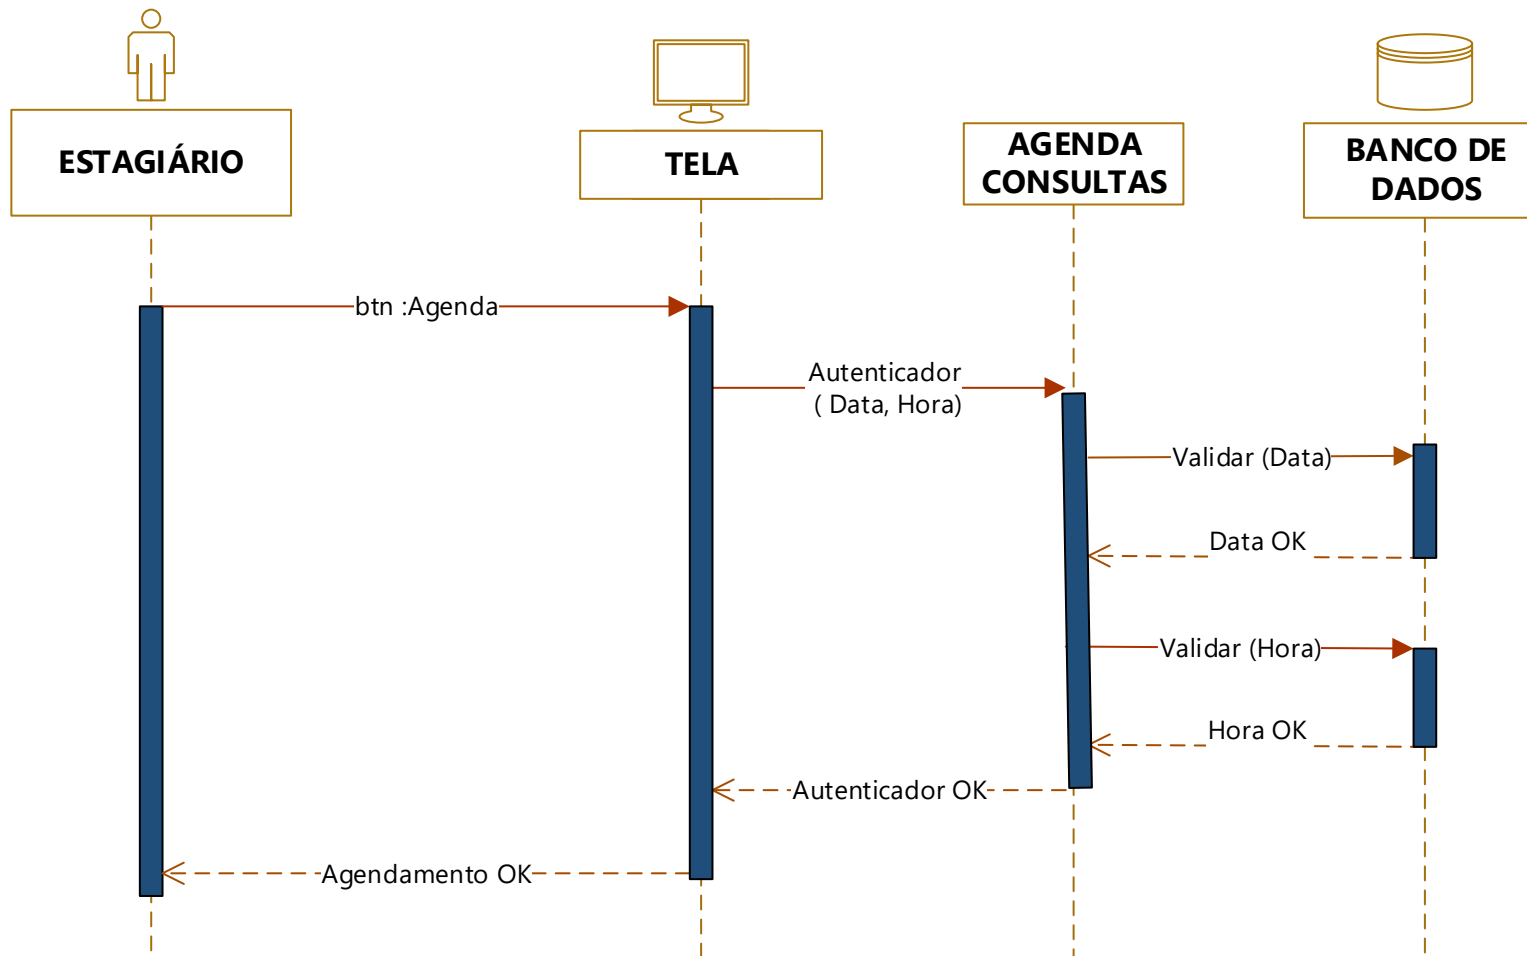 ESTAGIÁRIO
TELA
AGENDA
CONSULTAS
BANCO DE
DADOS
btn :Agenda
Autenticador
( Data, Hora)
Validar (Data)
Data OK
Validar (Hora)
Hora OK
Autenticador OK
Agendamento OK